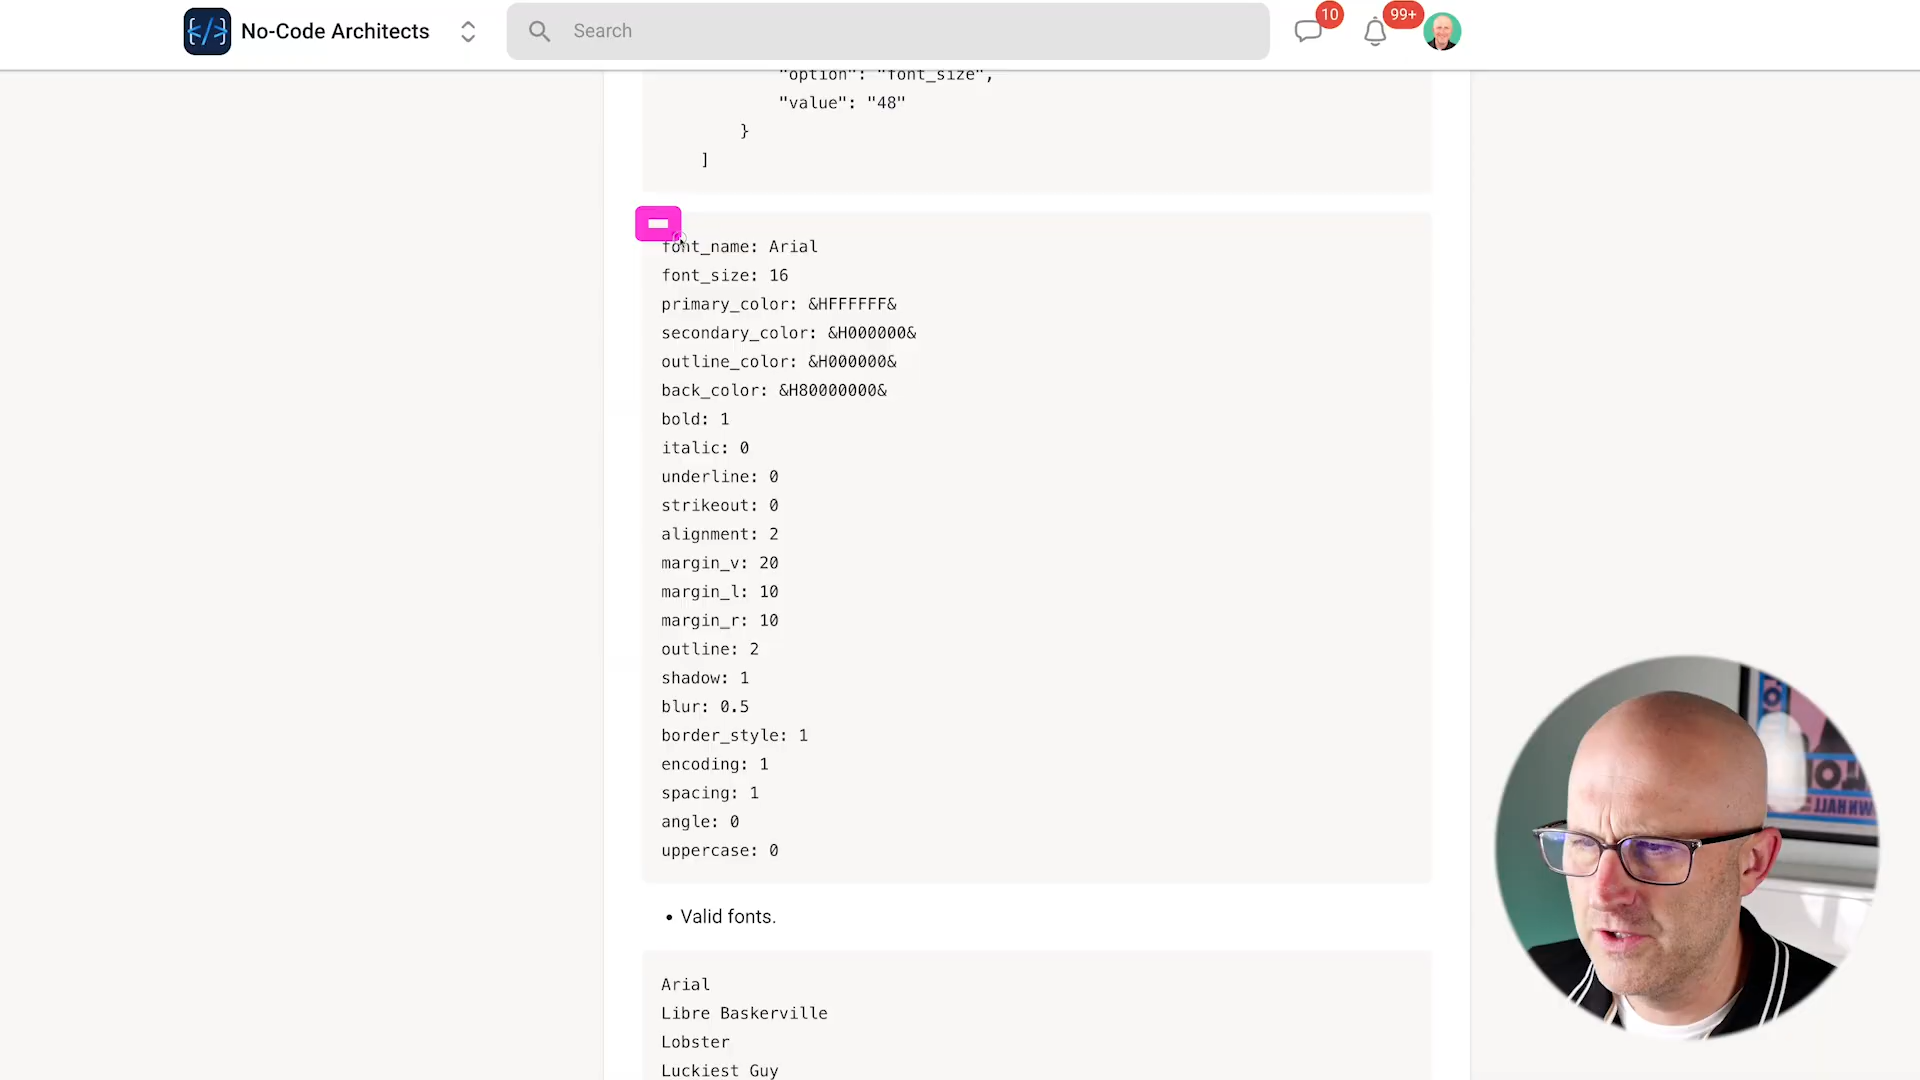 No-Code Architects
Search
10
99+
"option": "font_size",
"value": "48"
}
]
font_name: Arial
font_size: 16
primary_color: &HFFFFFF&
secondary_color: &H000000&
outline_color: &H000000&
back_color: &H80000000&
bold: 1
italic: 0
underline: 0
strikeout: 0
alignment: 2
margin_v: 20
margin_l: 10
margin_r: 10
outline: 2
shadow: 1
blur: 0.5
border_style: 1
encoding: 1
spacing: 1
angle: 0
uppercase: 0
• Valid fonts.
Arial
Libre Baskerville
Lobster
Luckiest Guy